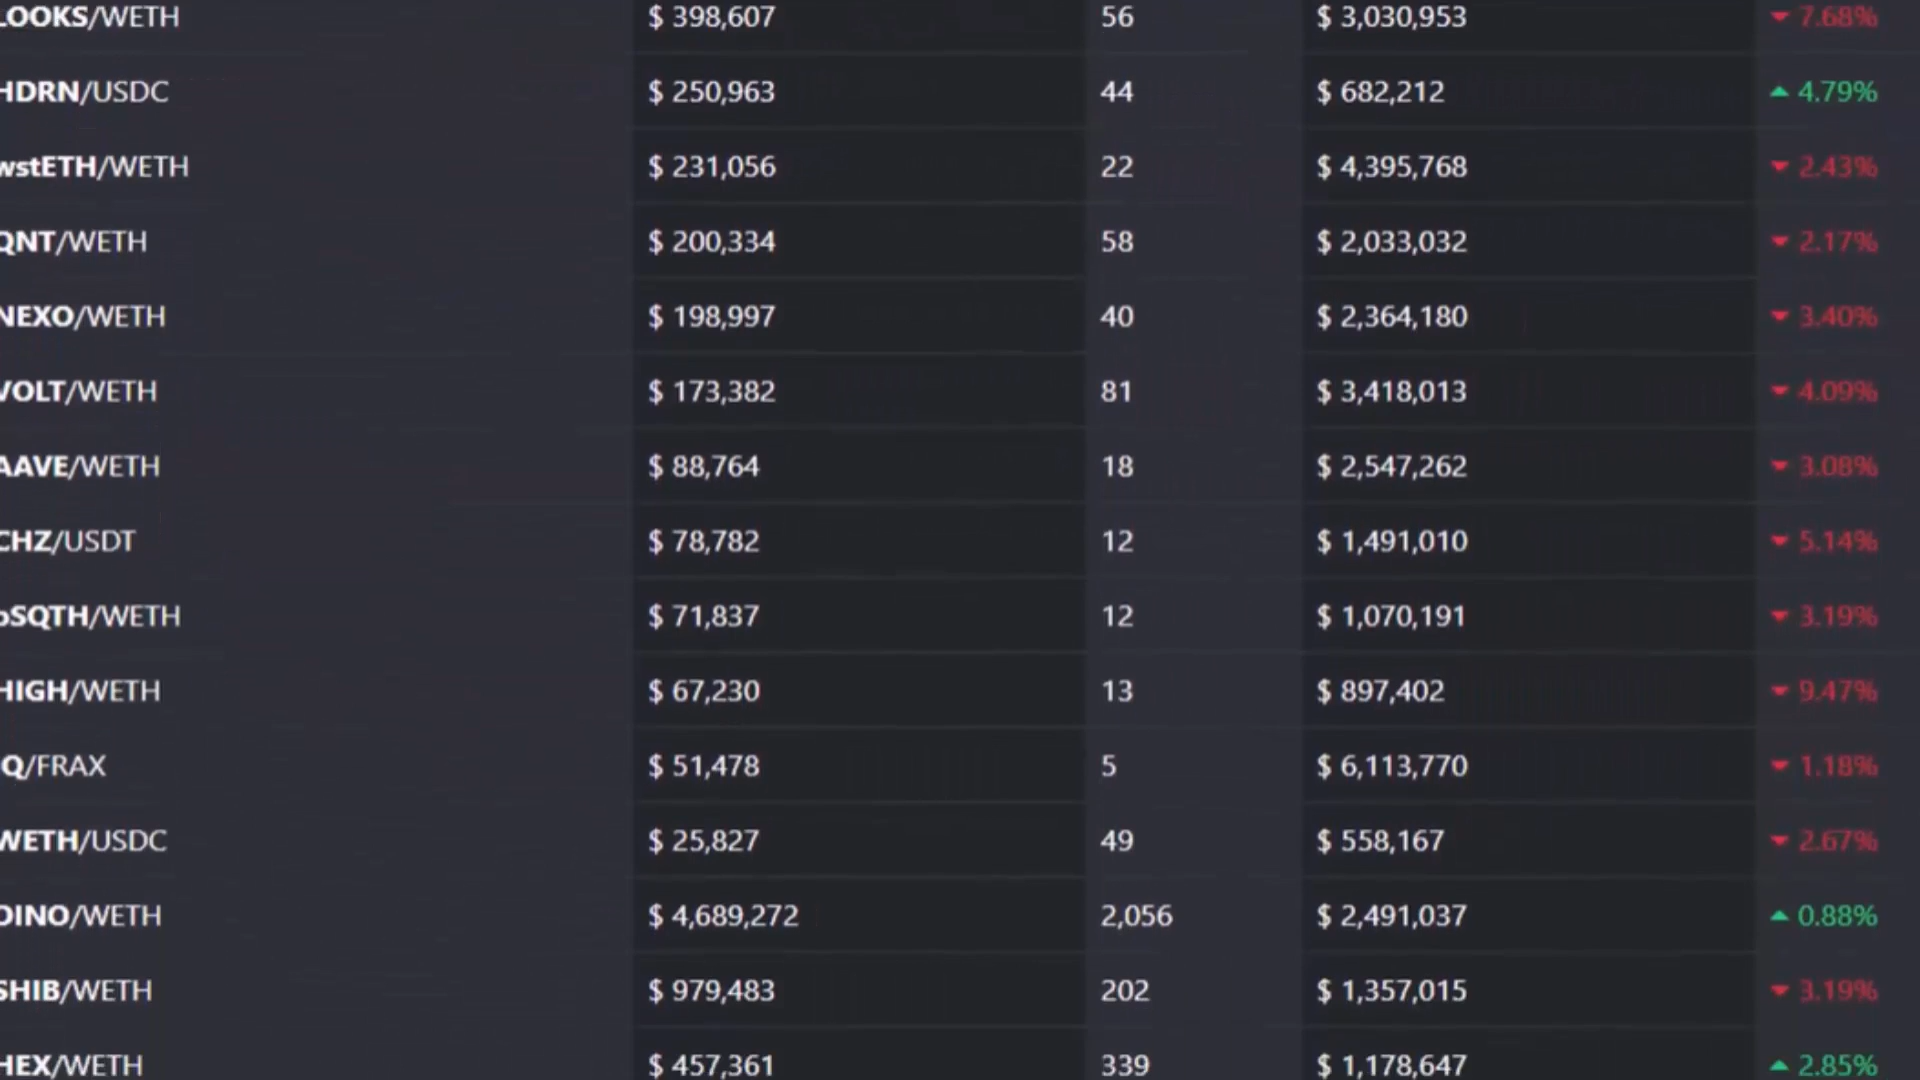 LOOKS/WETH $ 398,607 56 $ 3,030,953 7.68%
HDRN/USDC $ 250,963 44 $ 682,212 4.79%
wstETH/WETH $ 231,056 22 $ 4,395,768 2.43%
QNT/WETH $ 200,334 58 $ 2,033,032 2.17%
NEXO/WETH $ 198,997 40 $ 2,364,180 3.40%
VOLT/WETH $ 173,382 81 $ 3,418,013 4.09%
AAVE/WETH $ 88,764 18 $ 2,547,262 3.08%
CHZ/USDT $ 78,782 12 $ 1,491,010 5.14%
oSQTH/WETH $ 71,837 12 $ 1,070,191 3.19%
HIGH/WETH $ 67,230 13 $ 897,402 9.47%
IQ/FRAX $ 51,478 5 $ 6,113,770 1.18%
WETH/USDC $ 25,827 49 $ 558,167 2.67%
DINO/WETH $ 4,689,272 2,056 $ 2,491,037 0.88%
SHIB/WETH $ 979,483 202 $ 1,357,015 3.19%
HEX/WETH $ 457,361 339 $ 1,178,647 2.85%